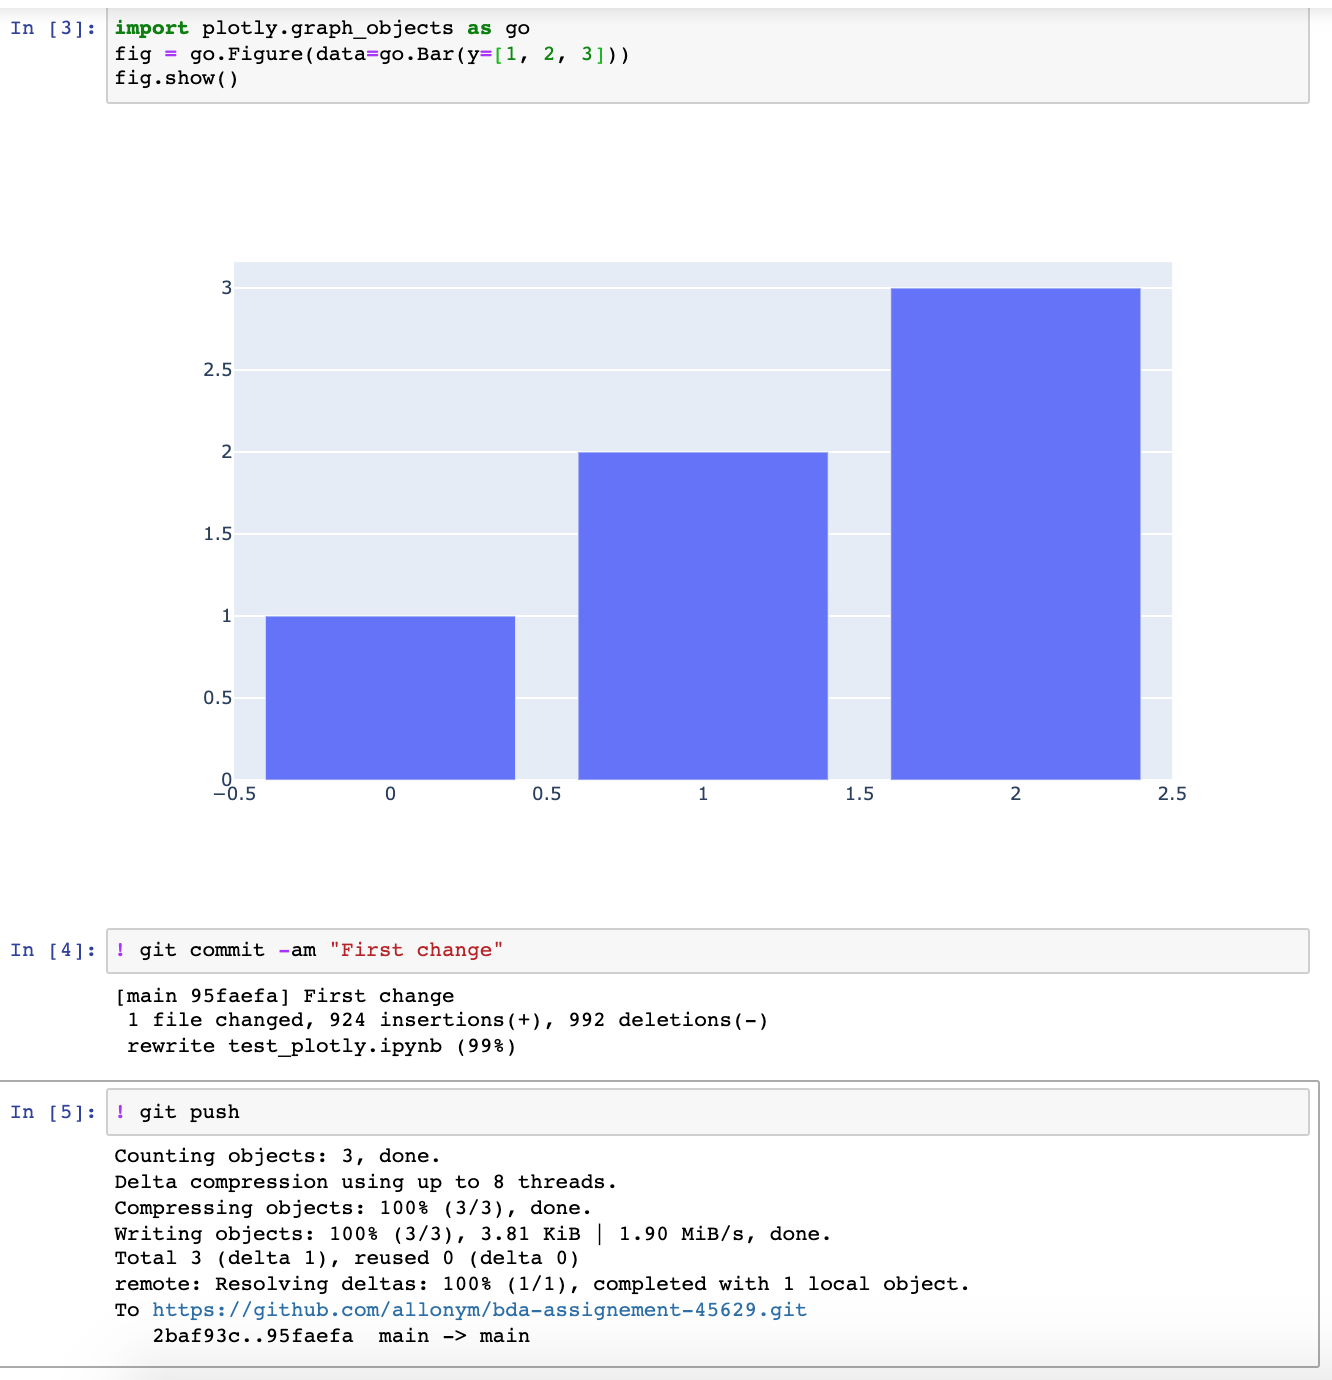 In [3]: import plotly.graph_objects as go
fig = go.Figure(data=go.Bar(y=[1, 2, 3]))
fig.show()
3
2.5
2
1.5
1
0.5
0
−0.5 0 0.5 1 1.5 2 2.5
In [4]: ! git commit -am "First change"
[main 95faefa] First change
1 file changed, 924 insertions(+), 992 deletions(-)
rewrite test_plotly.ipynb (99%)
In [5]: ! git push
Counting objects: 3, done.
Delta compression using up to 8 threads.
Compressing objects: 100% (3/3), done.
Writing objects: 100% (3/3), 3.81 KiB | 1.90 MiB/s, done.
Total 3 (delta 1), reused 0 (delta 0)
remote: Resolving deltas: 100% (1/1), completed with 1 local object.
To https://github.com/allonym/bda-assignement-45629.git
2baf93c..95faefa  main -> main